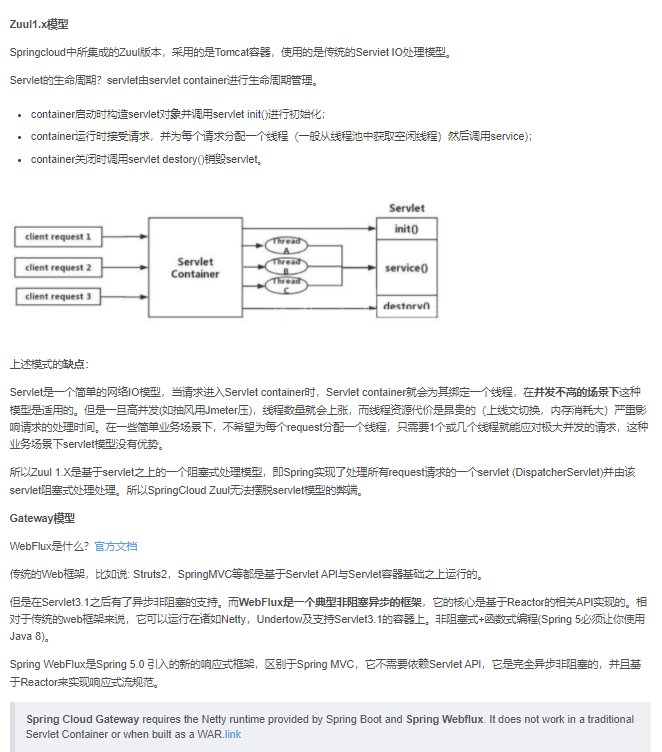 Zuul1.x模型
Springcloud中所集成的Zuul版本，采用的是Tomcat容器，使用的是传统的Serviet IO处理模型。
Servlet的生命周期？servlet由servlet container进行生命周期管理。
container启动时构造servlet对象并调用servlet init()进行初始化；
container运行时接受请求，并为每个请求分配一个线程（一般从线程池中获取空闲线程）然后调用service)；
container关闭时调用servlet destory()销毁servlet。
Servlet
init()
client request 1
Thread A
client request 2
Servlet Container
Thread B
service()
client request 3
Thread C
destory()
上述模式的缺点：
Servlet是一个简单的网络IO模型，当请求进入Servlet container时，Servlet container就会为其绑定一个线程，在并发不高的场景下这种
模型是适用的。但是一旦高并发(如抽风用Jmeter压)，线程数量就会上涨，而线程资源代价是昂贵的（上线文切换，内存消耗大）严重影
响请求的处理时间。在一些简单业务场景下，不希望为每个request分配一个线程，只需要1个或几个线程就能应对极大并发的请求，这种
业务场景下servlet模型没有优势。
所以Zuul 1.X是基于servlet之上的一个阻塞式处理模型，即Spring实现了处理所有request请求的一个servlet (DispatcherServlet)并由该
servlet阻塞式处理处理。所以SpringCloud Zuul无法摆脱servlet模型的弊端。
Gateway模型
WebFlux是什么？官方文档
传统的Web框架，比如说: Struts2，SpringMVC等都是基于Servlet API与Servlet容器基础之上运行的。
但是在Servlet3.1之后有了异步非阻塞的支持。而WebFlux是一个典型非阻塞异步的框架，它的核心是基于Reactor的相关API实现的。相
对于传统的web框架来说，它可以运行在诸如Netty，Undertow及支持Servlet3.1的容器上。非阻塞式+函数式编程(Spring 5必须让你使用
Java 8)。
Spring WebFlux是Spring 5.0 引入的新的响应式框架，区别于Spring MVC，它不需要依赖Servlet API，它是完全异步非阻塞的，并且基
于Reactor来实现响应式流规范。
Spring Cloud Gateway requires the Netty runtime provided by Spring Boot and Spring Webflux. It does not work in a traditional
Servlet Container or when built as a WAR.link